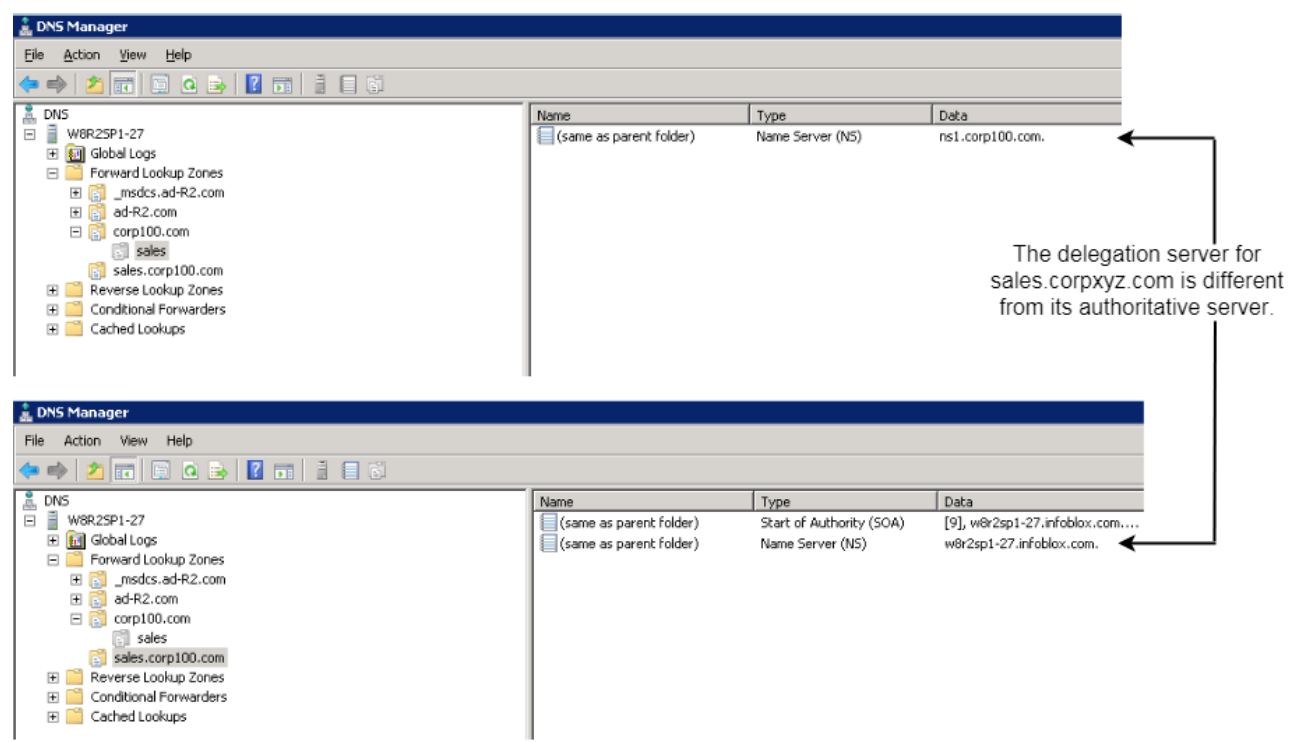 DNS Manager
File Action View Help
DNS
W8R2SP1-27
Global Logs
Forward Lookup Zones
_msdcs.ad-R2.com
ad-R2.com
corp100.com
sales
sales.corp100.com
Reverse Lookup Zones
Conditional Forwarders
Cached Lookups
Name Type Data
(same as parent folder) Name Server (NS) ns1.corp100.com.
The delegation server for
sales.corpxyz.com is different
from its authoritative server.
DNS Manager
File Action View Help
DNS
W8R2SP1-27
Global Logs
Forward Lookup Zones
_msdcs.ad-R2.com
ad-R2.com
corp100.com
sales
sales.corp100.com
Reverse Lookup Zones
Conditional Forwarders
Cached Lookups
Name Type Data
(same as parent folder) Start of Authority (SOA) [9], w8r2sp1-27.infoblox.com....
(same as parent folder) Name Server (NS) w8r2sp1-27.infoblox.com.